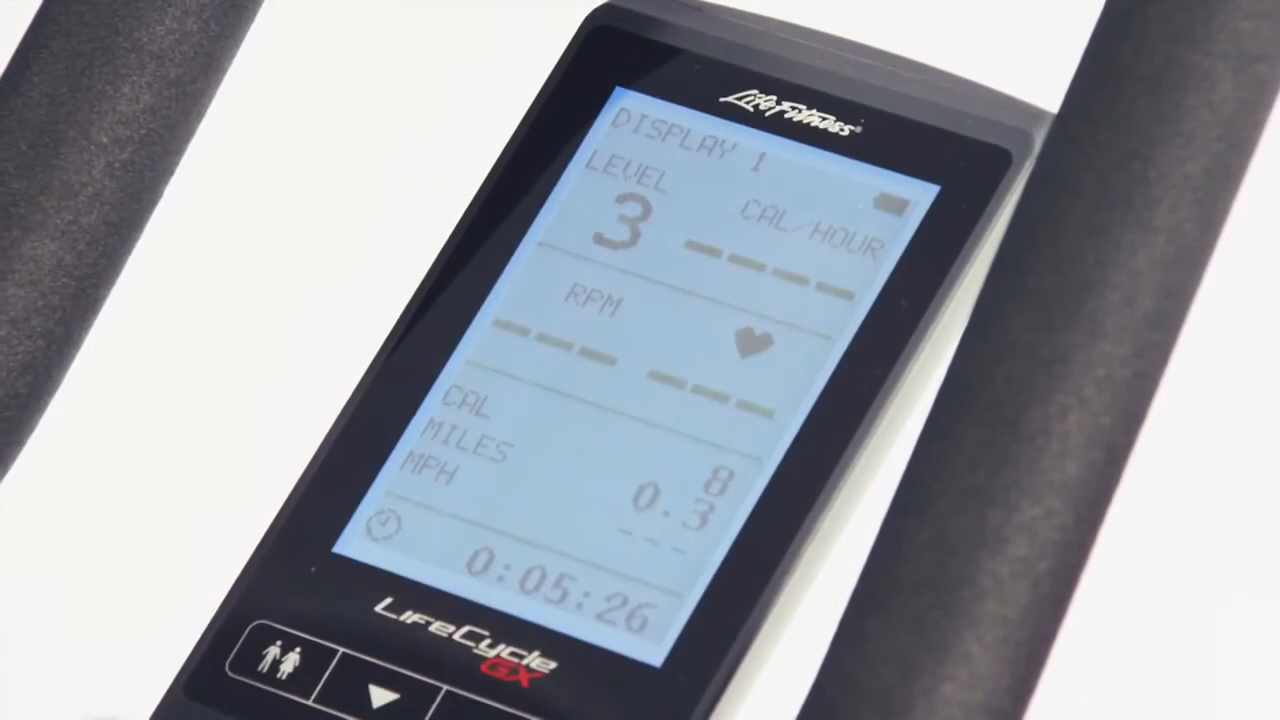 LifeFitness®
DISPLAY 1
LEVEL
3
CAL/HOUR
----
RPM
---
---
CAL 8
MILES 0.3
MPH ---
0:05:26
LifeCycle
GX